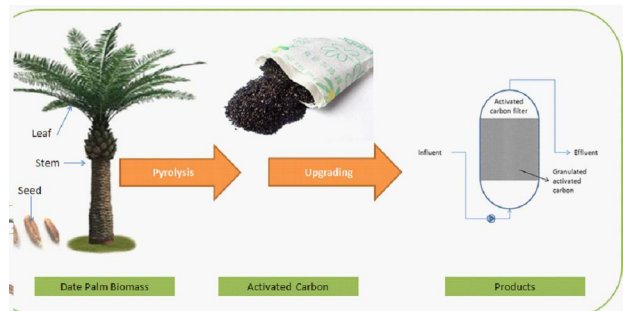 Leaf
Stem
Seed
Pyrolysis
Upgrading
Activated
carbon filter
Influent
Effluent
Granulated
activated
carbon
Date Palm Biomass
Activated Carbon
Products